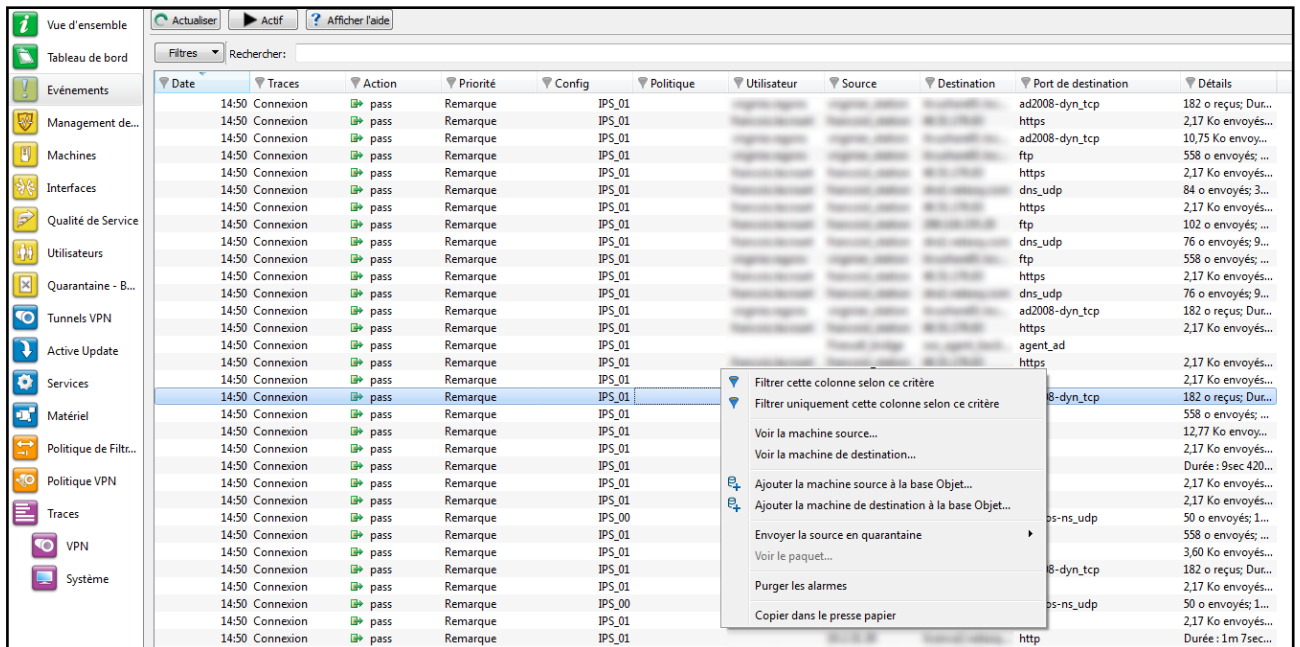 Vue d'ensemble
Tableau de bord
Evénements
Management de...
Machines
Interfaces
Qualité de Service
Utilisateurs
Quarantaine - B...
Tunnels VPN
Active Update
Services
Matériel
Politique de Filtr...
Politique VPN
Traces
VPN
Système
Actualiser Actif Afficher l'aide
Filtres Rechercher:
Date Traces Action Priorité Config Politique Utilisateur Source Destination Port de destination Détails
14:50 Connexion pass Remarque IPS_01 ad2008-dyn_tcp 182 o reçus; Dur...
14:50 Connexion pass Remarque IPS_01 https 2,17 Ko envoyés...
14:50 Connexion pass Remarque IPS_01 ad2008-dyn_tcp 10,75 Ko envoy...
14:50 Connexion pass Remarque IPS_01 ftp 558 o envoyés; ...
14:50 Connexion pass Remarque IPS_01 https 2,17 Ko envoyés...
14:50 Connexion pass Remarque IPS_01 dns_udp 84 o envoyés; 3...
14:50 Connexion pass Remarque IPS_01 https 2,17 Ko envoyés...
14:50 Connexion pass Remarque IPS_01 ftp 102 o envoyés; ...
14:50 Connexion pass Remarque IPS_01 dns_udp 76 o envoyés; 9...
14:50 Connexion pass Remarque IPS_01 ftp 558 o envoyés; ...
14:50 Connexion pass Remarque IPS_01 https 2,17 Ko envoyés...
14:50 Connexion pass Remarque IPS_01 dns_udp 76 o envoyés; 9...
14:50 Connexion pass Remarque IPS_01 ad2008-dyn_tcp 182 o reçus; Dur...
14:50 Connexion pass Remarque IPS_01 https 2,17 Ko envoyés...
14:50 Connexion pass Remarque IPS_01 agent_ad
14:50 Connexion pass Remarque IPS_01 https 2,17 Ko envoyés...
14:50 Connexion pass Remarque IPS_01 2,17 Ko envoyés...
14:50 Connexion pass Remarque IPS_01 8-dyn_tcp 182 o reçus; Dur...
14:50 Connexion pass Remarque IPS_01 558 o envoyés; ...
14:50 Connexion pass Remarque IPS_01 12,77 Ko envoy...
14:50 Connexion pass Remarque IPS_01 2,17 Ko envoyés...
14:50 Connexion pass Remarque IPS_01 Durée : 9sec 420...
14:50 Connexion pass Remarque IPS_01 2,17 Ko envoyés...
14:50 Connexion pass Remarque IPS_01 2,17 Ko envoyés...
14:50 Connexion pass Remarque IPS_00 os-ns_udp 50 o envoyés; 1...
14:50 Connexion pass Remarque IPS_01 558 o envoyés; ...
14:50 Connexion pass Remarque IPS_01 3,60 Ko envoyés...
14:50 Connexion pass Remarque IPS_01 8-dyn_tcp 182 o reçus; Dur...
14:50 Connexion pass Remarque IPS_01 2,17 Ko envoyés...
14:50 Connexion pass Remarque IPS_00 os-ns_udp 50 o envoyés; 1...
14:50 Connexion pass Remarque IPS_01 2,17 Ko envoyés...
14:50 Connexion pass Remarque IPS_01 http Durée : 1m 7sec...
Filtrer cette colonne selon ce critère
Filtrer uniquement cette colonne selon ce critère
Voir la machine source...
Voir la machine de destination...
Ajouter la machine source à la base Objet...
Ajouter la machine de destination à la base Objet...
Envoyer la source en quarantaine
Voir le paquet...
Purger les alarmes
Copier dans le presse papier